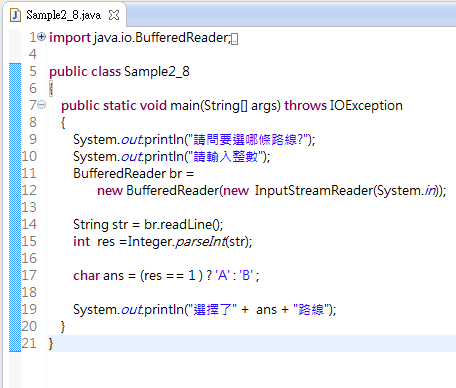 Sample2_8.java
1 import java.io.BufferedReader;
4
5 public class Sample2_8
6 {
7 public static void main(String[] args) throws IOException
8 {
9 System.out.println("請問要選哪條路線?");
10 System.out.println("請輸入整數");
11 BufferedReader br =
12 new BufferedReader(new InputStreamReader(System.in));
13
14 String str = br.readLine();
15 int res =Integer.parseInt(str);
16
17 char ans = (res == 1 ) ? 'A' : 'B' ;
18
19 System.out.println("選擇了" + ans + "路線");
20 }
21 }